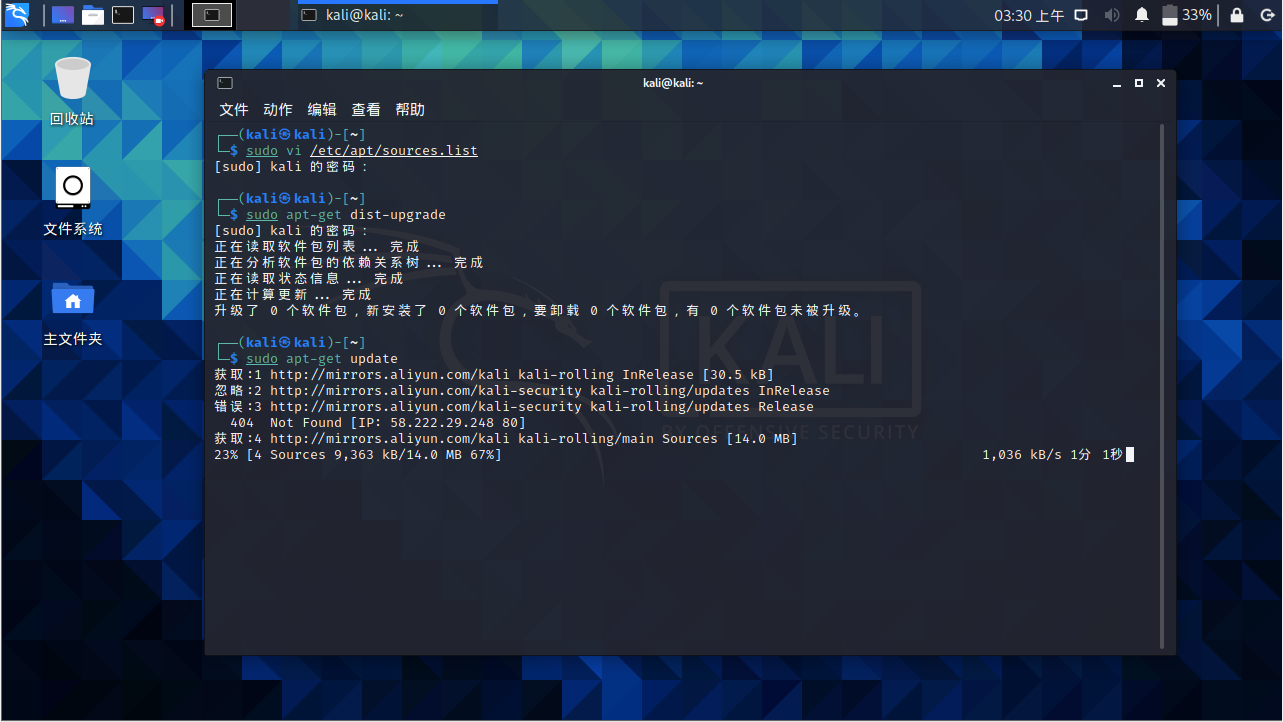 kali@kali: ~
03:30 上午
33%
回收站
文件系统
主文件夹
kali@kali: ~
文件 动作 编辑 查看 帮助
┌──(kali㉿kali)-[~]
└─$ sudo vi /etc/apt/sources.list
[sudo] kali 的密码：
┌──(kali㉿kali)-[~]
└─$ sudo apt-get dist-upgrade
[sudo] kali 的密码：
正在读取软件包列表... 完成
正在分析软件包的依赖关系树... 完成
正在读取状态信息... 完成
正在计算更新... 完成
升级了 0 个软件包，新安装了 0 个软件包，要卸载 0 个软件包，有 0 个软件包未被升级。
┌──(kali㉿kali)-[~]
└─$ sudo apt-get update
获取:1 http://mirrors.aliyun.com/kali kali-rolling InRelease [30.5 kB]
忽略:2 http://mirrors.aliyun.com/kali-security kali-rolling/updates InRelease
错误:3 http://mirrors.aliyun.com/kali-security kali-rolling/updates Release
404  Not Found [IP: 58.222.29.248 80]
获取:4 http://mirrors.aliyun.com/kali kali-rolling/main Sources [14.0 MB]
23% [4 Sources 9,363 kB/14.0 MB 67%] 1,036 kB/s 1分 1秒
KALI
BY OFFENSIVE SECURITY